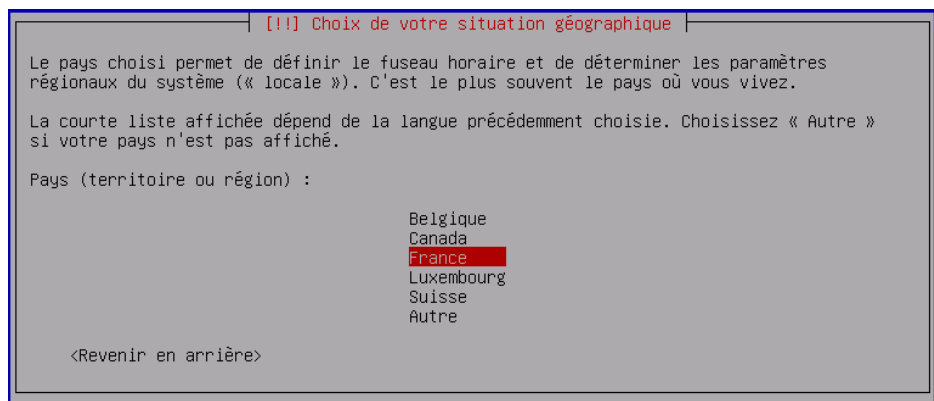 [!!] Choix de votre situation géographique
Le pays choisi permet de définir le fuseau horaire et de déterminer les paramètres
régionaux du système (« locale »). C'est le plus souvent le pays où vous vivez.
La courte liste affichée dépend de la langue précédemment choisie. Choisissez « Autre »
si votre pays n'est pas affiché.
Pays (territoire ou région) :
Belgique
Canada
France
Luxembourg
Suisse
Autre
<Revenir en arrière>